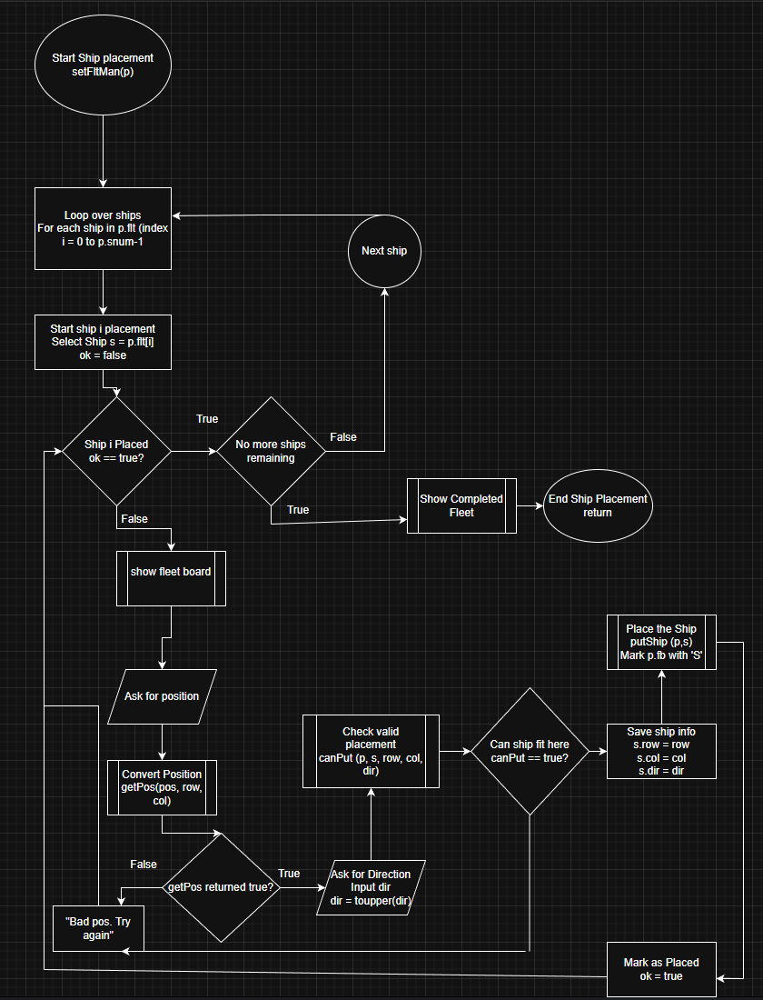 Start Ship placement
setFltMan(p)
Loop over ships
For each ship in p.flt (index
i = 0 to p.snum-1
Next ship
Start ship i placement
Select Ship s = p.flt[i]
ok = false
True
Ship i Placed
ok == true?
No more ships
remaining
False
False
True
Show Completed
Fleet
End Ship Placement
return
show fleet board
Ask for position
Place the Ship
putShip (p,s)
Mark p.fb with 'S'
Check valid
placement
canPut (p, s, row, col,
dir)
Can ship fit here
canPut == true?
Save ship info
s.row = row
s.col = col
s.dir = dir
Convert Position
getPos(pos, row,
col)
False
getPos returned true?
True
Ask for Direction
Input dir
dir = toupper(dir)
"Bad pos. Try
again"
Mark as Placed
ok = true